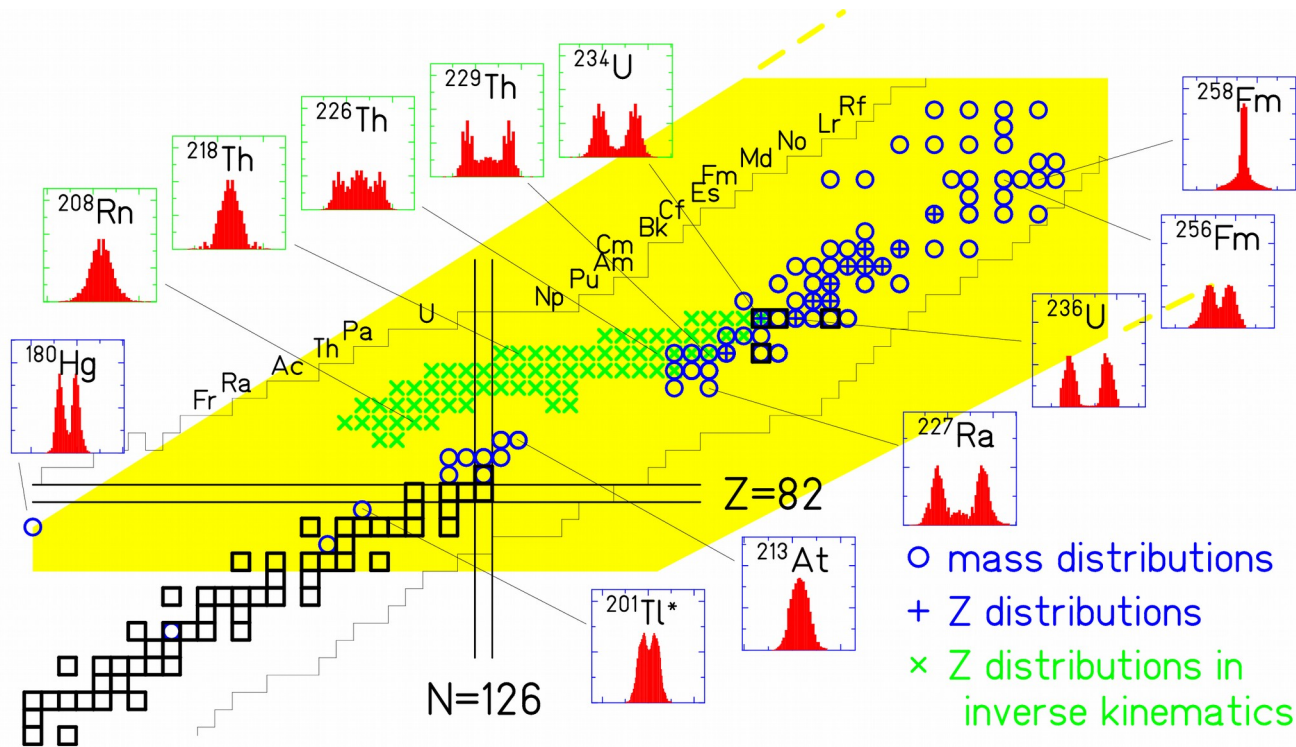 ²³⁴U
²²⁹Th
²²⁶Th
²¹⁸Th
²⁰⁸Rn
¹⁸⁰Hg
²⁵⁸Fm
²⁵⁶Fm
²³⁶U
²²⁷Ra
²¹³At
²⁰¹Tl*
Rf
Lr
No
Md
Fm
Es
Cf
Bk
Cm
Am
Pu
Np
U
Pa
Th
Ac
Ra
Fr
Z=82
N=126
mass distributions
+ Z distributions
× Z distributions in
inverse kinematics